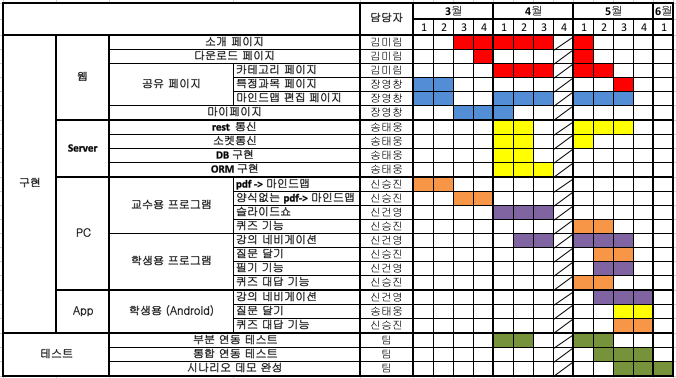 담당자 3월 4월 5월 6월
1 2 3 4 1 2 3 4 1 2 3 4 1
구현
웹
소개 페이지 김미림
다운로드 페이지 김미림
공유 페이지
카테고리 페이지 김미림
특정과목 페이지 장영창
마인드맵 편집 페이지 장영창
마이페이지 장영창
Server
rest 통신 송태웅
소켓통신 송태웅
DB 구현 송태웅
ORM 구현 송태웅
PC
교수용 프로그램
pdf -> 마인드맵 신승진
양식없는 pdf-> 마인드맵 신승진
슬라이드쇼 신건영
퀴즈 기능 신승진
학생용 프로그램
강의 네비게이션 신건영
질문 달기 신승진
필기 기능 신건영
퀴즈 대답 기능 신승진
App
학생용 (Android)
강의 네비게이션 신건영
질문 달기 송태웅
퀴즈 대답 기능 신승진
테스트
부분 연동 테스트 팀
통합 연동 테스트 팀
시나리오 데모 완성 팀